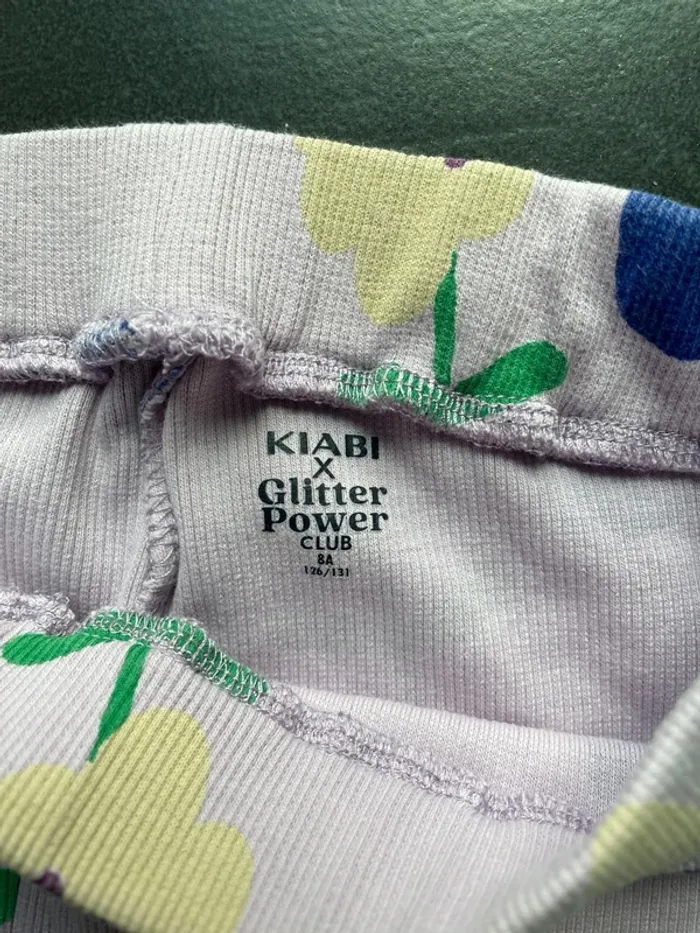 KIABI
X
Glitter
Power
CLUB
8A
126/131